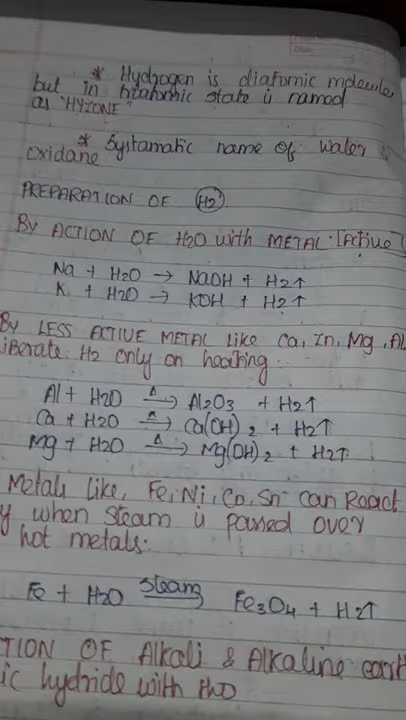 * Hydrogen is diatomic molecule,
but in triatomic state is named
as "HYZONE"
* Systamatic name of water is
oxidane
PREPARATION OF (H2)
By ACTION OF H2O with METAL:[Active]
Na + H2O → NaOH + H2↑
K + H2O → KOH + H2↑
By LESS ACTIVE METAL like Ca, Zn, Mg, Al
iberate H2 only on heating.
Al + H2O —Δ→ Al2O3 + H2↑
Ca + H2O —Δ→ Ca(OH)2 + H2↑
Mg + H2O —Δ→ Mg(OH)2 + H2↑
Metals like, Fe, Ni, Co, Sn can React
y when steam is passed over
hot metals.
Fe + H2O —Steam→ Fe3O4 + H2↑
TION OF Alkali & Alkaline earth
ic hydride with H2O